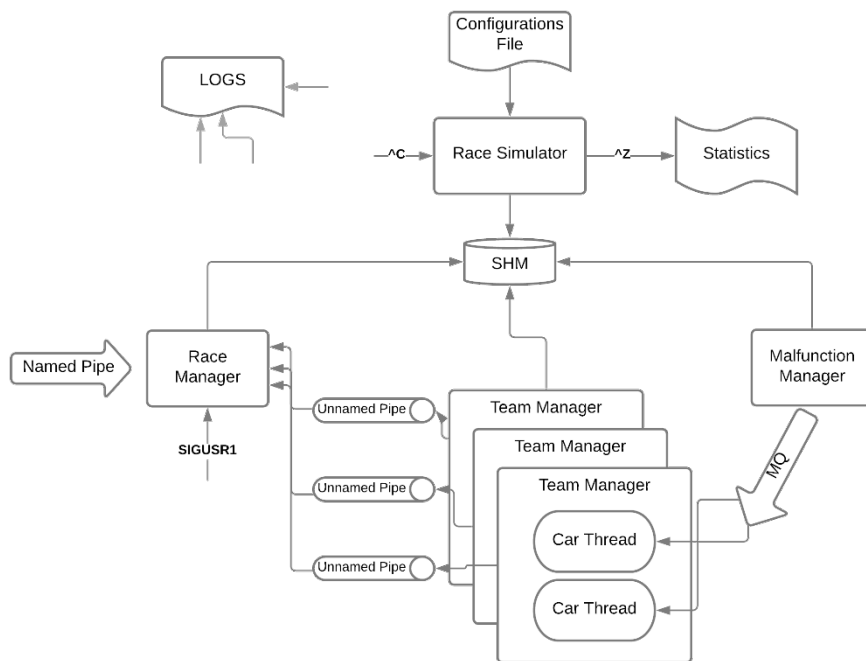 Configurations
File
LOGS
^C
Race Simulator
^Z
Statistics
SHM
Named Pipe
Race
Manager
Malfunction
Manager
SIGUSR1
Unnamed Pipe
Team Manager
Team Manager
MQ
Unnamed Pipe
Team Manager
Car Thread
Unnamed Pipe
Car Thread